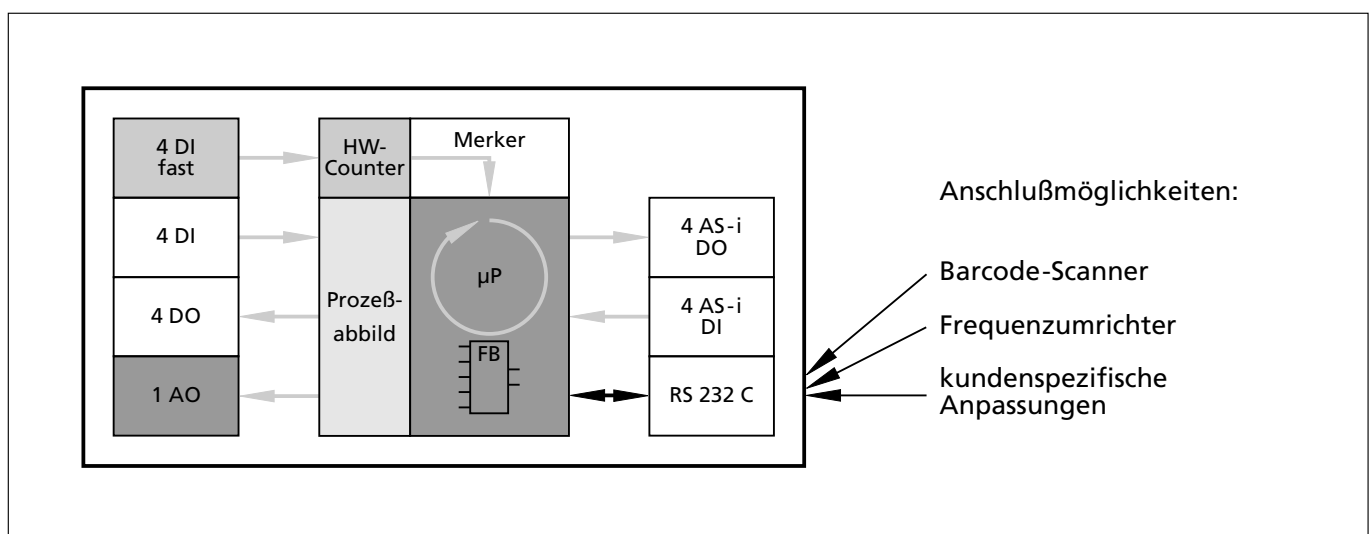 4 DI
fast
4 DI
4 DO
1 AO
HW-
Counter
Merker
Prozeß-
abbild
µP
FB
4 AS-i
DO
4 AS-i
DI
RS 232 C
Anschlußmöglichkeiten:
Barcode-Scanner
Frequenzumrichter
kundenspezifische
Anpassungen